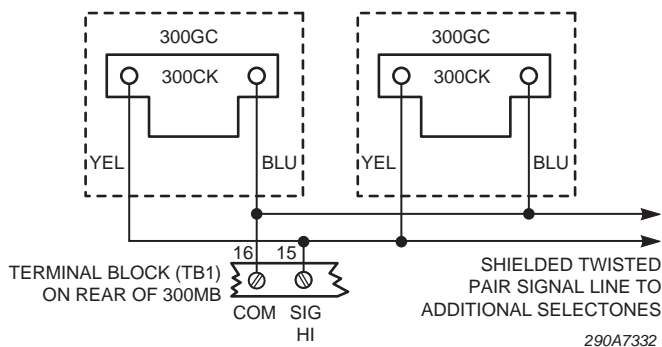 300GC
300GC
300CK
300CK
YEL
BLU
YEL
BLU
16
15
TERMINAL BLOCK (TB1)
ON REAR OF 300MB
COM
SIG
HI
SHIELDED TWISTED
PAIR SIGNAL LINE TO
ADDITIONAL SELECTONES
290A7332